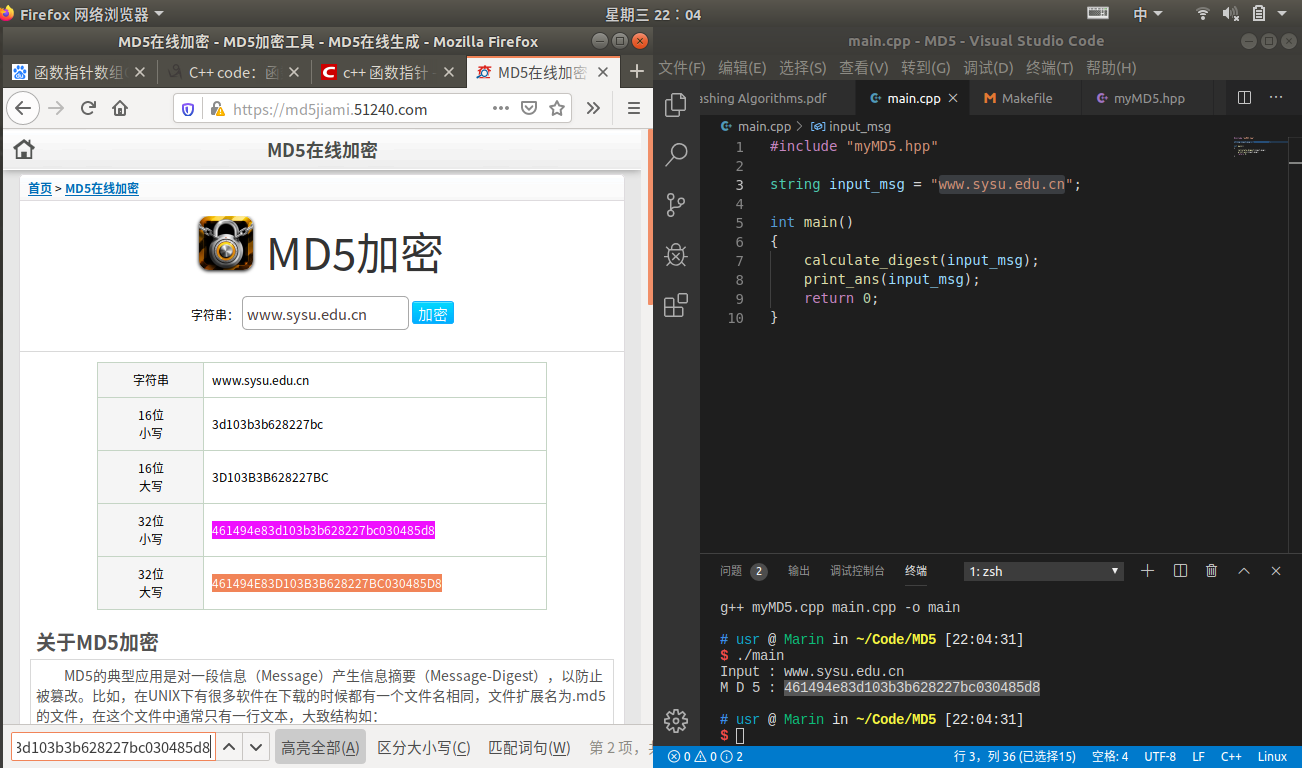 Firefox 网络浏览器
星期三 22：04
中
MD5在线加密 - MD5加密工具 - MD5在线生成 - Mozilla Firefox
函数指针数组
C++ code：函
c++ 函数指针
MD5在线加密
https://md5jiami.51240.com
MD5在线加密
首页 > MD5在线加密
MD5加密
字符串：
www.sysu.edu.cn
加密
字符串
www.sysu.edu.cn
16位
小写
3d103b3b628227bc
16位
大写
3D103B3B628227BC
32位
小写
461494e83d103b3b628227bc030485d8
32位
大写
461494E83D103B3B628227BC030485D8
关于MD5加密
MD5的典型应用是对一段信息（Message）产生信息摘要（Message-Digest），以防止
被篡改。比如，在UNIX下有很多软件在下载的时候都有一个文件名相同，文件扩展名为.md5
的文件，在这个文件中通常只有一行文本，大致结构如：
3d103b3b628227bc030485d8
高亮全部(A)
区分大小写(C)
匹配词句(W)
第 2 项，
main.cpp - MD5 - Visual Studio Code
文件(F) 编辑(E) 选择(S) 查看(V) 转到(G) 调试(D) 终端(T) 帮助(H)
ashing Algorithms.pdf
main.cpp
Makefile
myMD5.hpp
main.cpp > input_msg
1 #include "myMD5.hpp"
2
3 string input_msg = "www.sysu.edu.cn";
4
5 int main()
6 {
7 calculate_digest(input_msg);
8 print_ans(input_msg);
9 return 0;
10 }
问题 2 输出 调试控制台 终端
1: zsh
g++ myMD5.cpp main.cpp -o main
# usr @ Marin in ~/Code/MD5 [22:04:31]
$ ./main
Input : www.sysu.edu.cn
M D 5 : 461494e83d103b3b628227bc030485d8
# usr @ Marin in ~/Code/MD5 [22:04:31]
$
0 0 2
行 3，列 36 (已选择15) 空格: 4 UTF-8 LF C++ Linux